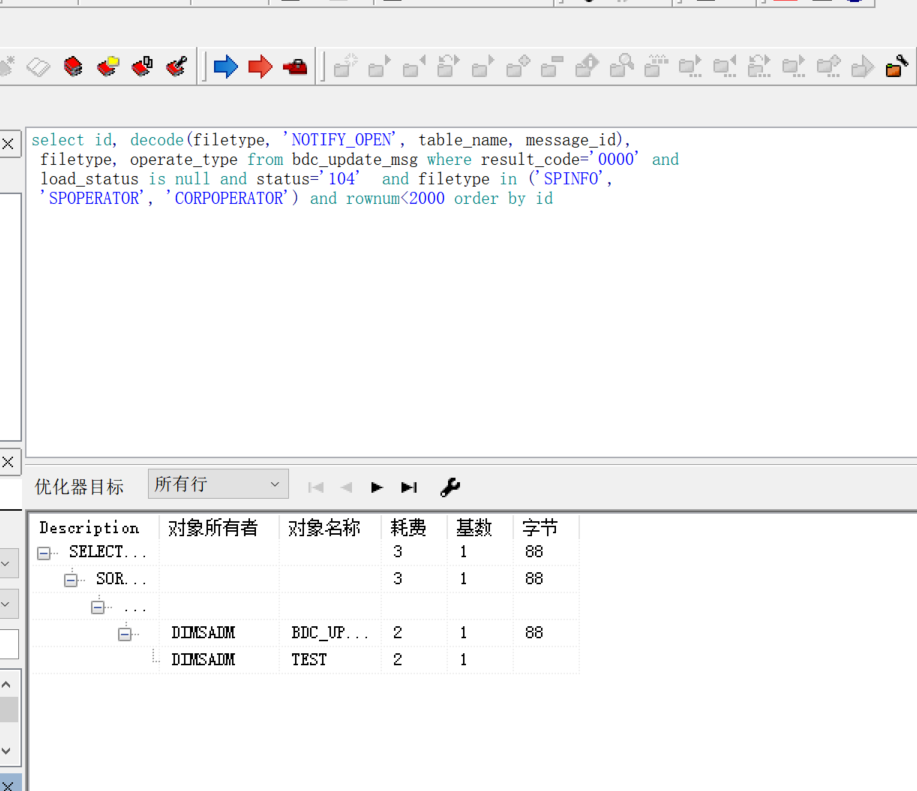 select id, decode(filetype, 'NOTIFY_OPEN', table_name, message_id),
filetype, operate_type from bdc_update_msg where result_code='0000' and
load_status is null and status='104'  and filetype in ('SPINFO',
'SPOPERATOR', 'CORPOPERATOR') and rownum<2000 order by id
优化器目标 所有行
Description 对象所有者 对象名称 耗费 基数 字节
SELECT... 3 1 88
SOR... 3 1 88
...
DIMSADM BDC_UP... 2 1 88
DIMSADM TEST 2 1